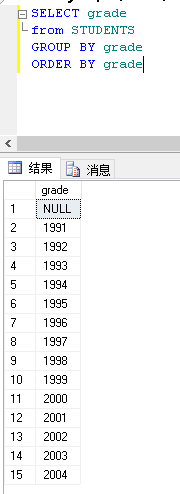 SELECT grade
from STUDENTS
GROUP BY grade
ORDER BY grade
结果 消息
grade
1 NULL
2 1991
3 1992
4 1993
5 1994
6 1995
7 1996
8 1997
9 1998
10 1999
11 2000
12 2001
13 2002
14 2003
15 2004